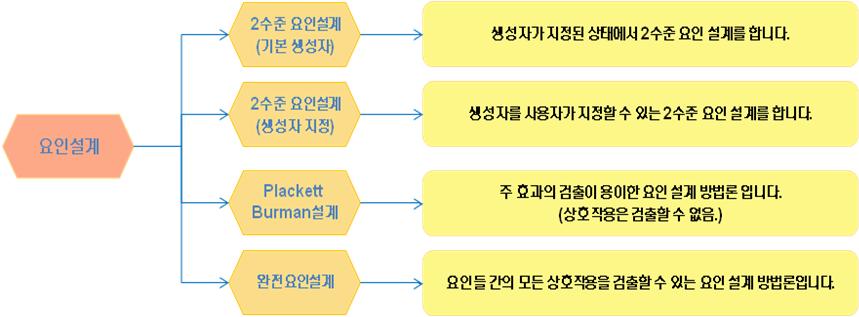 요인설계
2수준 요인설계
(기본 생성자)
생성자가 지정된 상태에서 2수준 요인 설계를 합니다.
2수준 요인설계
(생성자 지정)
생성자를 사용자가 지정할 수 있는 2수준 요인 설계를 합니다.
Plackett
Burman설계
주 효과의 검출이 용이한 요인 설계 방법론 입니다.
(상호작용은 검출할 수 없음.)
완전요인설계
요인들 간의 모든 상호작용을 검출할 수 있는 요인 설계 방법론입니다.